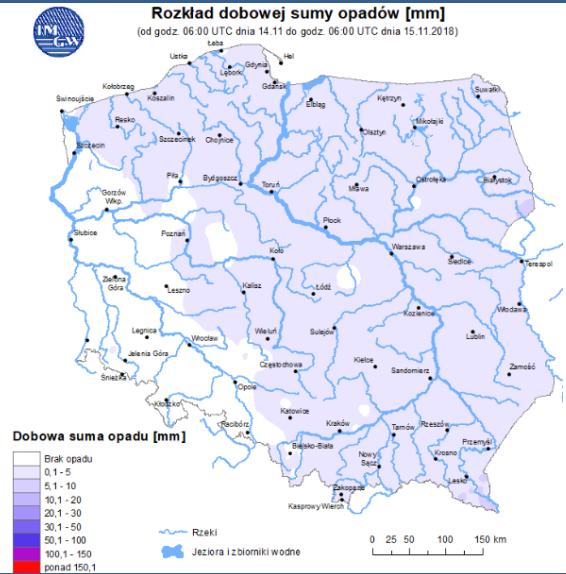 IMGW
Rozkład dobowej sumy opadów [mm]
(od godz. 06:00 UTC dnia 14.11 do godz. 06:00 UTC dnia 15.11.2018)
Łeba
Ustka
Hel
Gdynia
Lębork
Gdańsk
Kołobrzeg
Koszalin
Świnoujście
Elbląg
Kętrzyn
Suwałki
Resko
Mikołajki
Olsztyn
Szczecinek
Chojnice
Szczecin
Piła
Bydgoszcz
Toruń
Mława
Ostrołęka
Białystok
Gorzów
Wlkp.
Płock
Słubice
Poznań
Warszawa
Koło
Siedlce
Terespol
Zielona
Góra
Leszno
Kalisz
Łódź
Kozienice
Włodawa
Legnica
Wrocław
Wieluń
Sulejów
Lublin
Jelenia Góra
Śnieżka
Częstochowa
Kielce
Sandomierz
Zamość
Opole
Kłodzko
Katowice
Racibórz
Kraków
Tarnów
Rzeszów
Bielsko-Biała
Przemyśl
Nowy
Sącz
Krosno
Lesko
Zakopane
Kasprowy Wierch
Dobowa suma opadu [mm]
Brak opadu
0,1 - 5
5,1 - 10
10,1 - 20
20,1 - 30
30,1 - 50
50,1 - 100
100,1 - 150
ponad 150,1
Rzeki
Jeziora i zbiorniki wodne
0 25 50 100 150 km